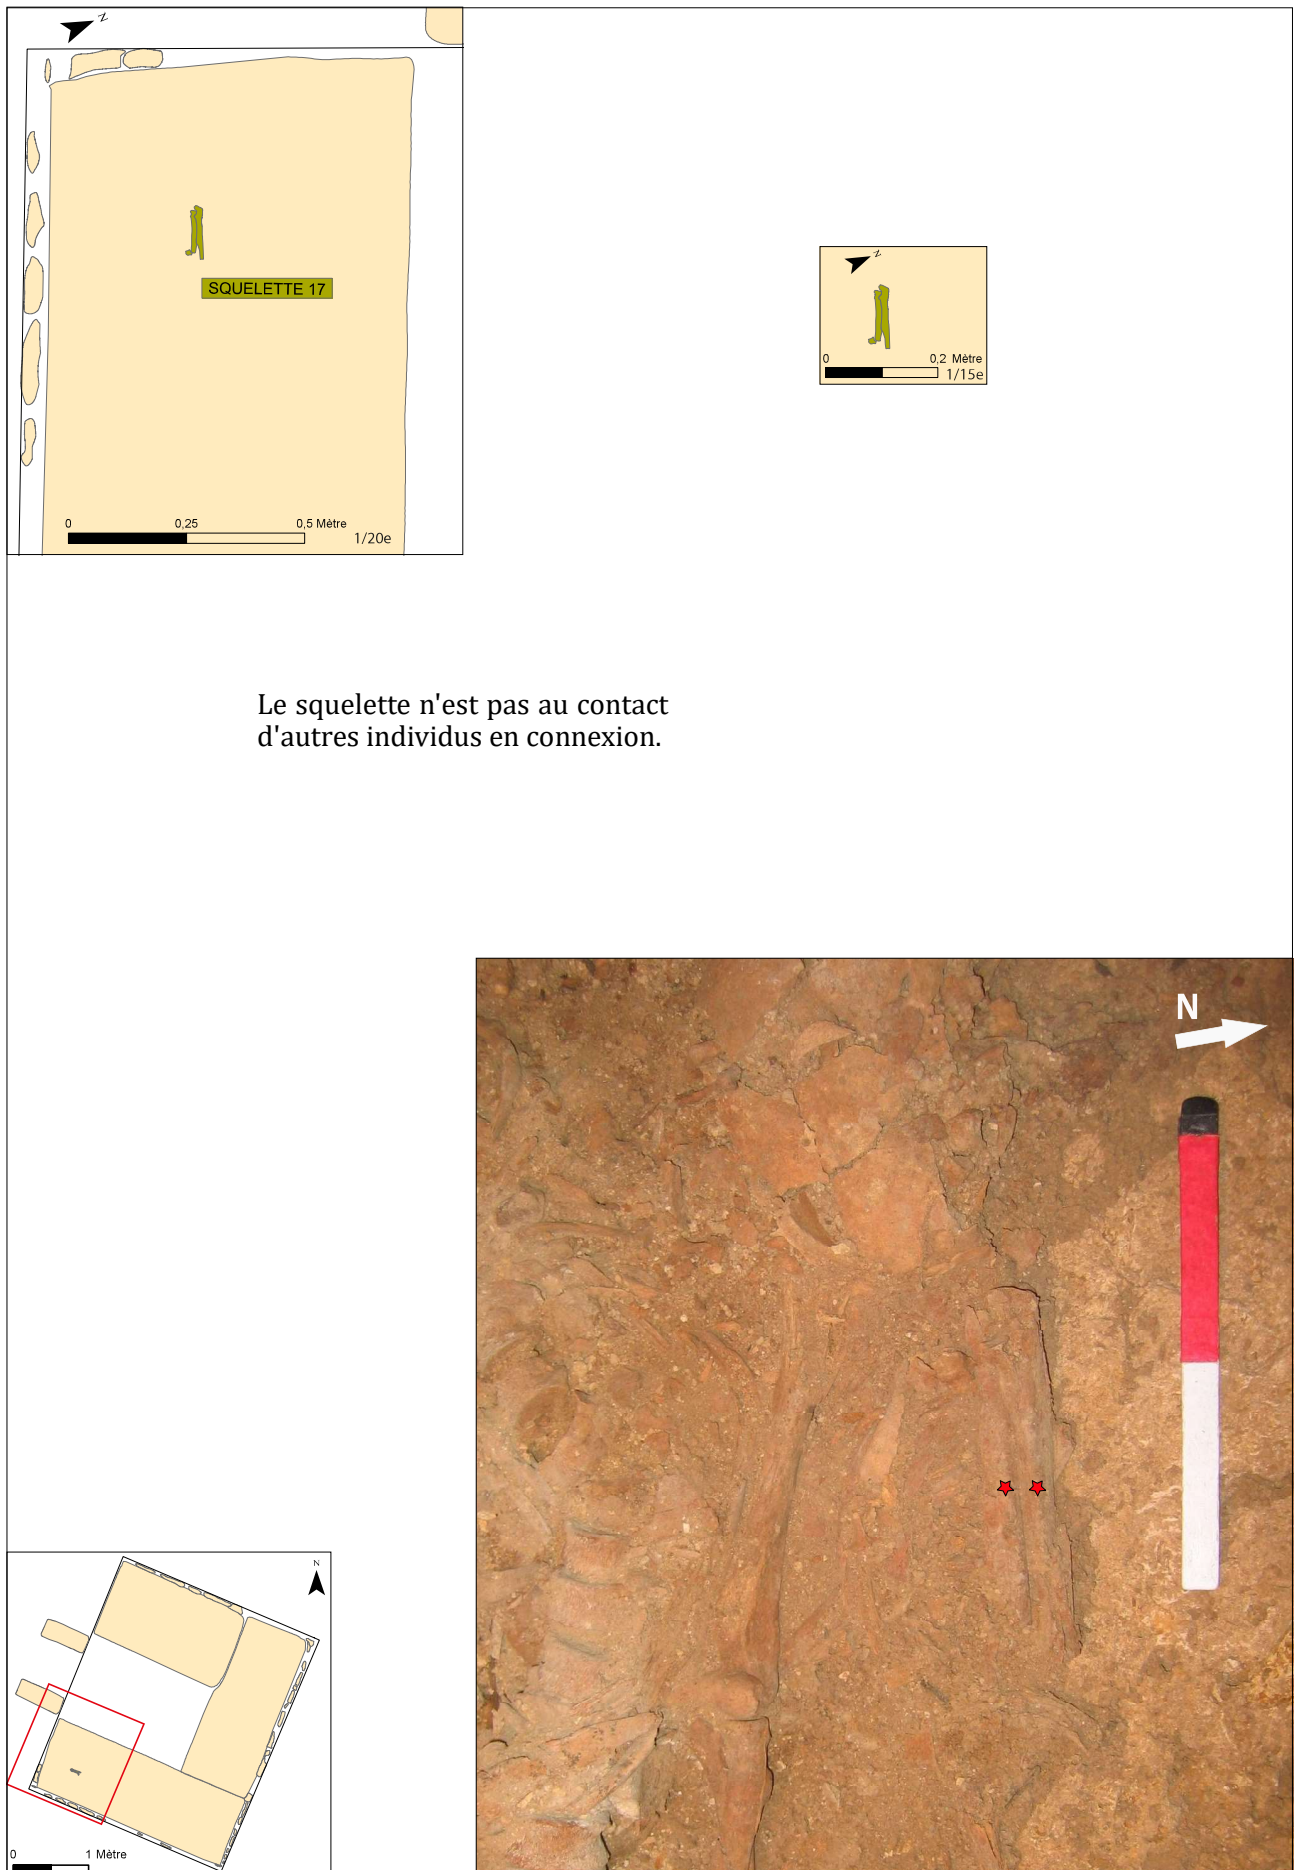 N
SQUELETTE 17
0 0,25 0,5 Mètre
1/20e
N
0 0,2 Mètre
1/15e
Le squelette n'est pas au contact
d'autres individus en connexion.
N
N
0 1 Mètre